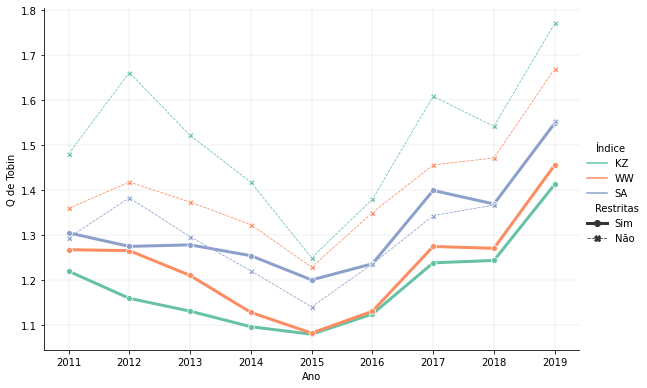 1.8
1.7
1.6
1.5
1.4
1.3
1.2
1.1
Q de Tobin
2011 2012 2013 2014 2015 2016 2017 2018 2019
Ano
Índice
KZ
WW
SA
Restritas
Sim
Não